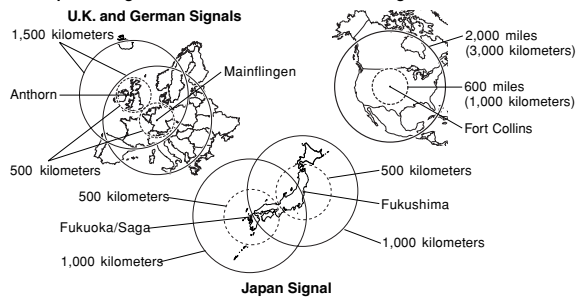 U.K. and German Signals
1,500 kilometers
Mainflingen
Anthorn
500 kilometers
2,000 miles
(3,000 kilometers)
600 miles
(1,000 kilometers)
Fort Collins
500 kilometers
Fukuoka/Saga
1,000 kilometers
500 kilometers
Fukushima
1,000 kilometers
Japan Signal